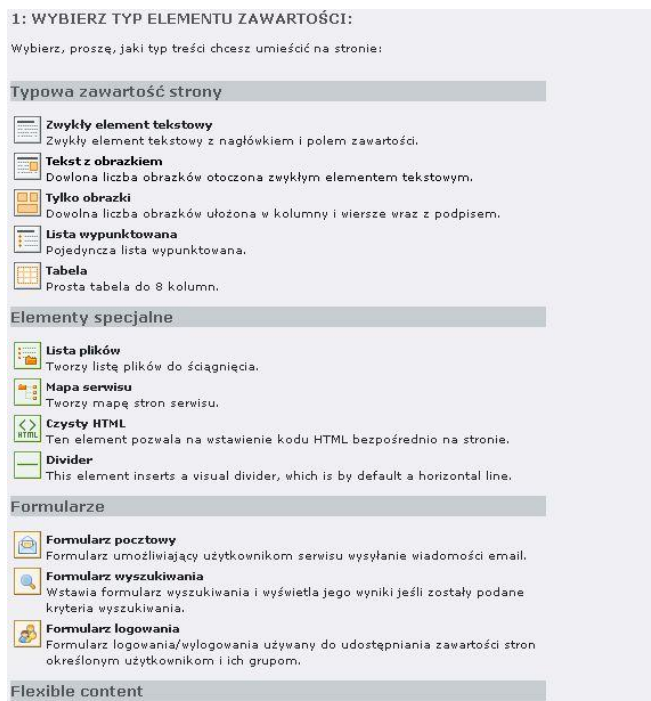 1: WYBIERZ TYP ELEMENTU ZAWARTOŚCI:
Wybierz, proszę, jaki typ treści chcesz umieścić na stronie:
Typowa zawartość strony
Zwykły element tekstowy
Zwykły element tekstowy z nagłówkiem i polem zawartości.
Tekst z obrazkiem
Dowlona liczba obrazków otoczona zwykłym elementem tekstowym.
Tylko obrazki
Dowolna liczba obrazków ułożona w kolumny i wiersze wraz z podpisem.
Lista wypunktowana
Pojedyncza lista wypunktowana.
Tabela
Prosta tabela do 8 kolumn.
Elementy specjalne
Lista plików
Tworzy listę plików do ściągnięcia.
Mapa serwisu
Tworzy mapę stron serwisu.
HTML
Czysty HTML
Ten element pozwala na wstawienie kodu HTML bezpośrednio na stronie.
Divider
This element inserts a visual divider, which is by default a horizontal line.
Formularze
Formularz pocztowy
Formularz umożliwiający użytkownikom serwisu wysyłanie wiadomości email.
Formularz wyszukiwania
Wstawia formularz wyszukiwania i wyświetla jego wyniki jeśli zostały podane
kryteria wyszukiwania.
Formularz logowania
Formularz logowania/wylogowania używany do udostępniania zawartości stron
określonym użytkownikom i ich grupom.
Flexible content